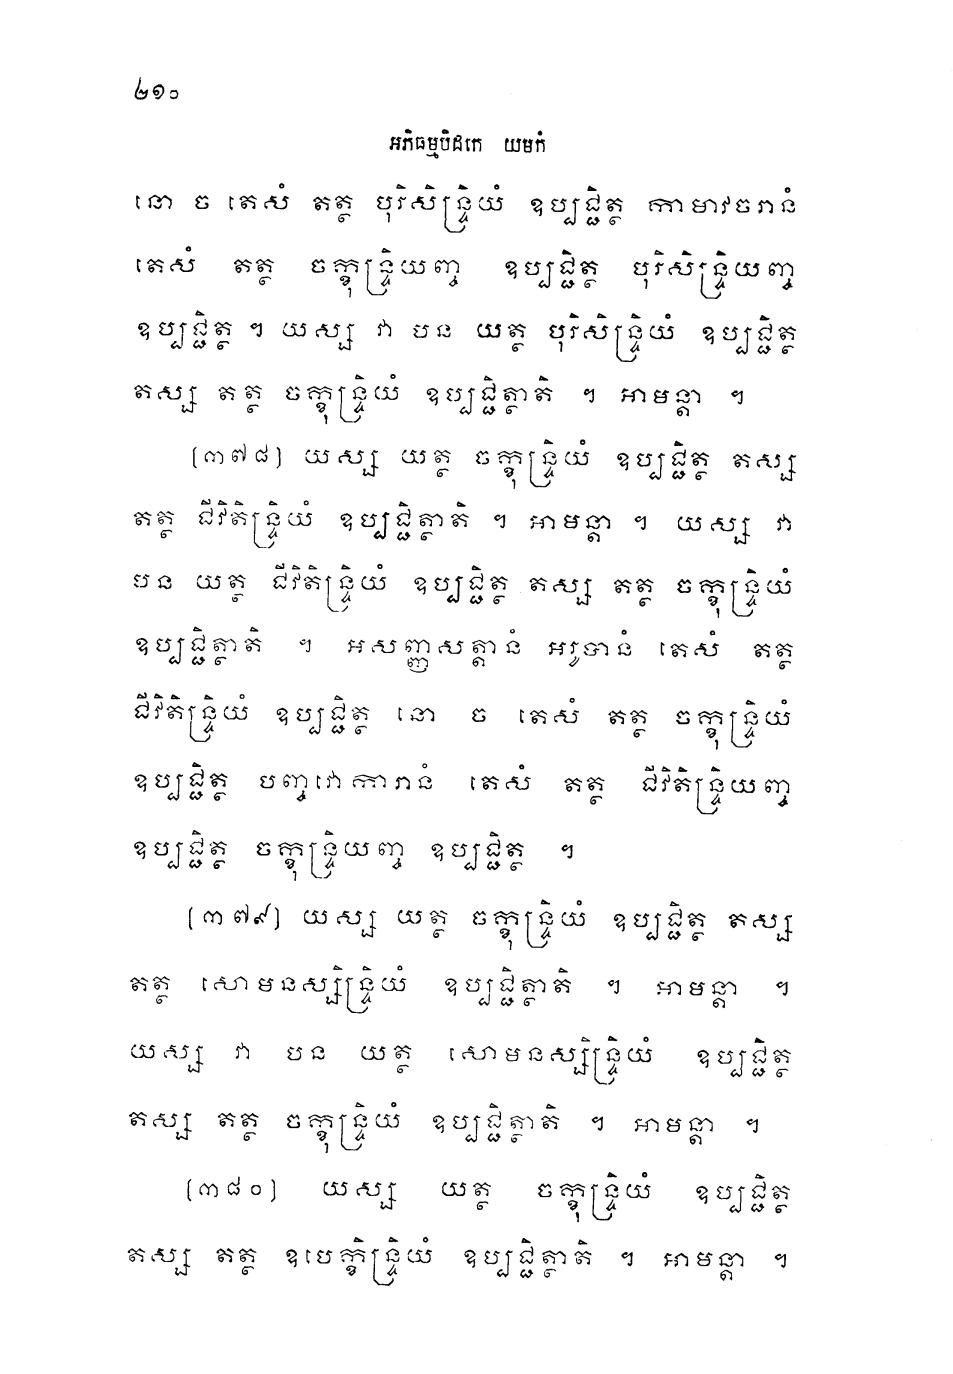 ២១០
អភិធម្មបិដកេ យមកំ
នោ ច តេសំ តត្ថ បុរិសិន្ទ្រិយំ ឧប្បជ្ជិត្ថ កាមាវចរានំ
តេសំ តត្ថ ចក្ខុន្ទ្រិយញ្ច ឧប្បជ្ជិត្ថ បុរិសិន្ទ្រិយញ្ច
ឧប្បជ្ជិត្ថ ។ យស្ស វា បន យត្ថ បុរិសិន្ទ្រិយំ ឧប្បជ្ជិត្ថ
តស្ស តត្ថ ចក្ខុន្ទ្រិយំ ឧប្បជ្ជិត្ថាតិ ។ អាមន្តា ។
(៣៧៨) យស្ស យត្ថ ចក្ខុន្ទ្រិយំ ឧប្បជ្ជិត្ថ តស្ស
តត្ថ ជីវិតិន្ទ្រិយំ ឧប្បជ្ជិត្ថាតិ ។ អាមន្តា ។ យស្ស វា
បន យត្ថ ជីវិតិន្ទ្រិយំ ឧប្បជ្ជិត្ថ តស្ស តត្ថ ចក្ខុន្ទ្រិយំ
ឧប្បជ្ជិត្ថាតិ ។ អសញ្ញសត្តានំ អរូបានំ តេសំ តត្ថ
ជីវិតិន្ទ្រិយំ ឧប្បជ្ជិត្ថ នោ ច តេសំ តត្ថ ចក្ខុន្ទ្រិយំ
ឧប្បជ្ជិត្ថ បញ្ចវោការានំ តេសំ តត្ថ ជីវិតិន្ទ្រិយញ្ច
ឧប្បជ្ជិត្ថ ចក្ខុន្ទ្រិយញ្ច ឧប្បជ្ជិត្ថ ។
(៣៧៩) យស្ស យត្ថ ចក្ខុន្ទ្រិយំ ឧប្បជ្ជិត្ថ តស្ស
តត្ថ សោមនស្សិន្ទ្រិយំ ឧប្បជ្ជិត្ថាតិ ។ អាមន្តា ។
យស្ស វា បន យត្ថ សោមនស្សិន្ទ្រិយំ ឧប្បជ្ជិត្ថ
តស្ស តត្ថ ចក្ខុន្ទ្រិយំ ឧប្បជ្ជិត្ថាតិ ។ អាមន្តា ។
(៣៨០) យស្ស យត្ថ ចក្ខុន្ទ្រិយំ ឧប្បជ្ជិត្ថ
តស្ស តត្ថ ឧបេក្ខិន្ទ្រិយំ ឧប្បជ្ជិត្ថាតិ ។ អាមន្តា ។